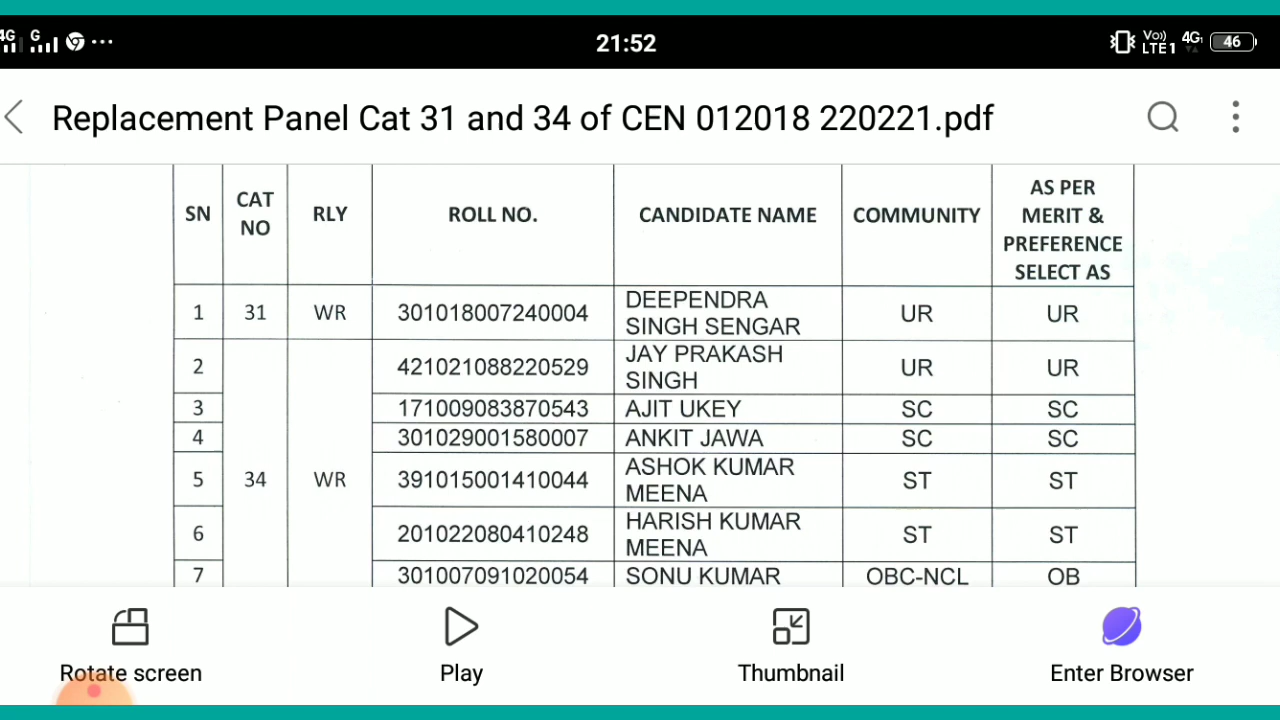 4G G ...
21:52
Vo)) LTE1 4G 46
Replacement Panel Cat 31 and 34 of CEN 012018 220221.pdf
SN CAT NO RLY ROLL NO. CANDIDATE NAME COMMUNITY AS PER MERIT & PREFERENCE SELECT AS
1 31 WR 301018007240004 DEEPENDRA SINGH SENGAR UR UR
2 421021088220529 JAY PRAKASH SINGH UR UR
3 171009083870543 AJIT UKEY SC SC
4 301029001580007 ANKIT JAWA SC SC
5 34 WR 391015001410044 ASHOK KUMAR MEENA ST ST
6 201022080410248 HARISH KUMAR MEENA ST ST
7 301007091020054 SONU KUMAR OBC-NCL OB
Rotate screen Play Thumbnail Enter Browser